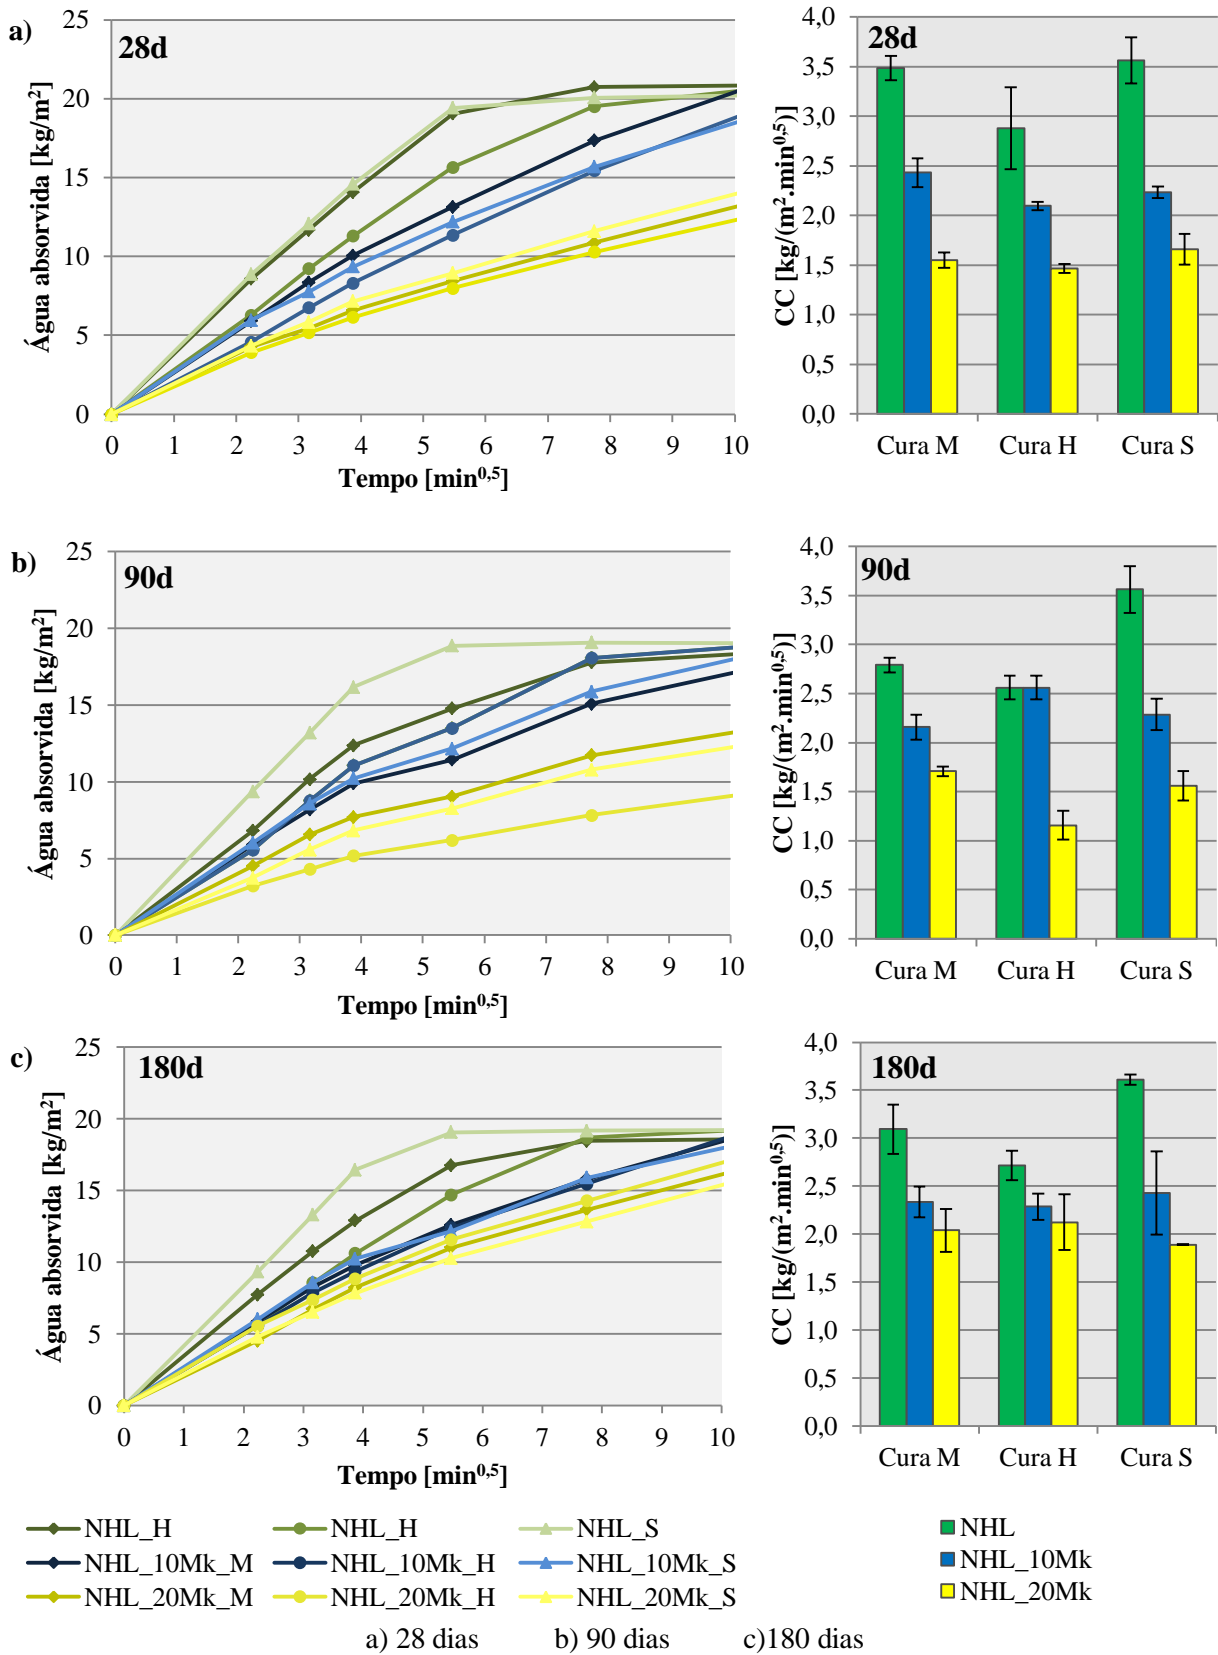 a)
28d
Água absorvida [kg/m²]
25
20
15
10
5
0
0 1 2 3 4 5 6 7 8 9 10
Tempo [min⁰,⁵]
28d
CC [kg/(m².min⁰,⁵)]
4,0
3,5
3,0
2,5
2,0
1,5
1,0
0,5
0,0
Cura M Cura H Cura S
b)
90d
Água absorvida [kg/m²]
25
20
15
10
5
0
0 1 2 3 4 5 6 7 8 9 10
Tempo [min⁰,⁵]
90d
CC [kg/(m².min⁰,⁵)]
4,0
3,5
3,0
2,5
2,0
1,5
1,0
0,5
0,0
Cura M Cura H Cura S
c)
180d
Água absorvida [kg/m²]
25
20
15
10
5
0
0 1 2 3 4 5 6 7 8 9 10
Tempo [min⁰,⁵]
180d
CC [kg/(m².min⁰,⁵)]
4,0
3,5
3,0
2,5
2,0
1,5
1,0
0,5
0,0
Cura M Cura H Cura S
NHL_H NHL_H NHL_S
NHL_10Mk_M NHL_10Mk_H NHL_10Mk_S
NHL_20Mk_M NHL_20Mk_H NHL_20Mk_S
NHL
NHL_10Mk
NHL_20Mk
a) 28 dias b) 90 dias c)180 dias